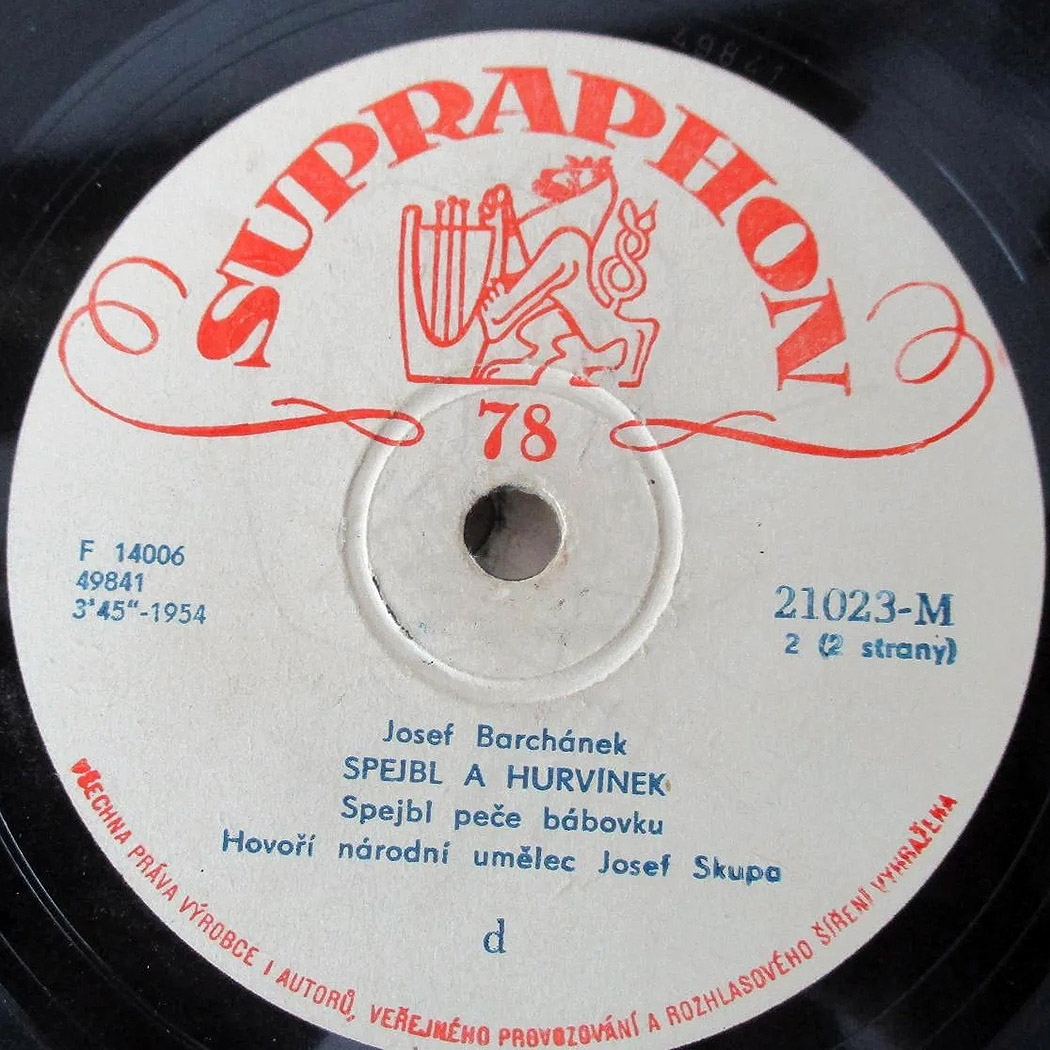 49841
SUPRAPHON
78
F 14006
49841
3'45"-1954
21023-M
2 (2 strany)
Josef Barchánek
SPEJBL A HURVÍNEK
Spejbl peče bábovku
Hovoří národní umělec Josef Skupa
d
VŠECHNA PRÁVA VÝROBCE I AUTORŮ, VEŘEJNÉHO PROVOZOVÁNÍ A ROZHLASOVÉHO ŠÍŘENÍ VYHRAŽENA